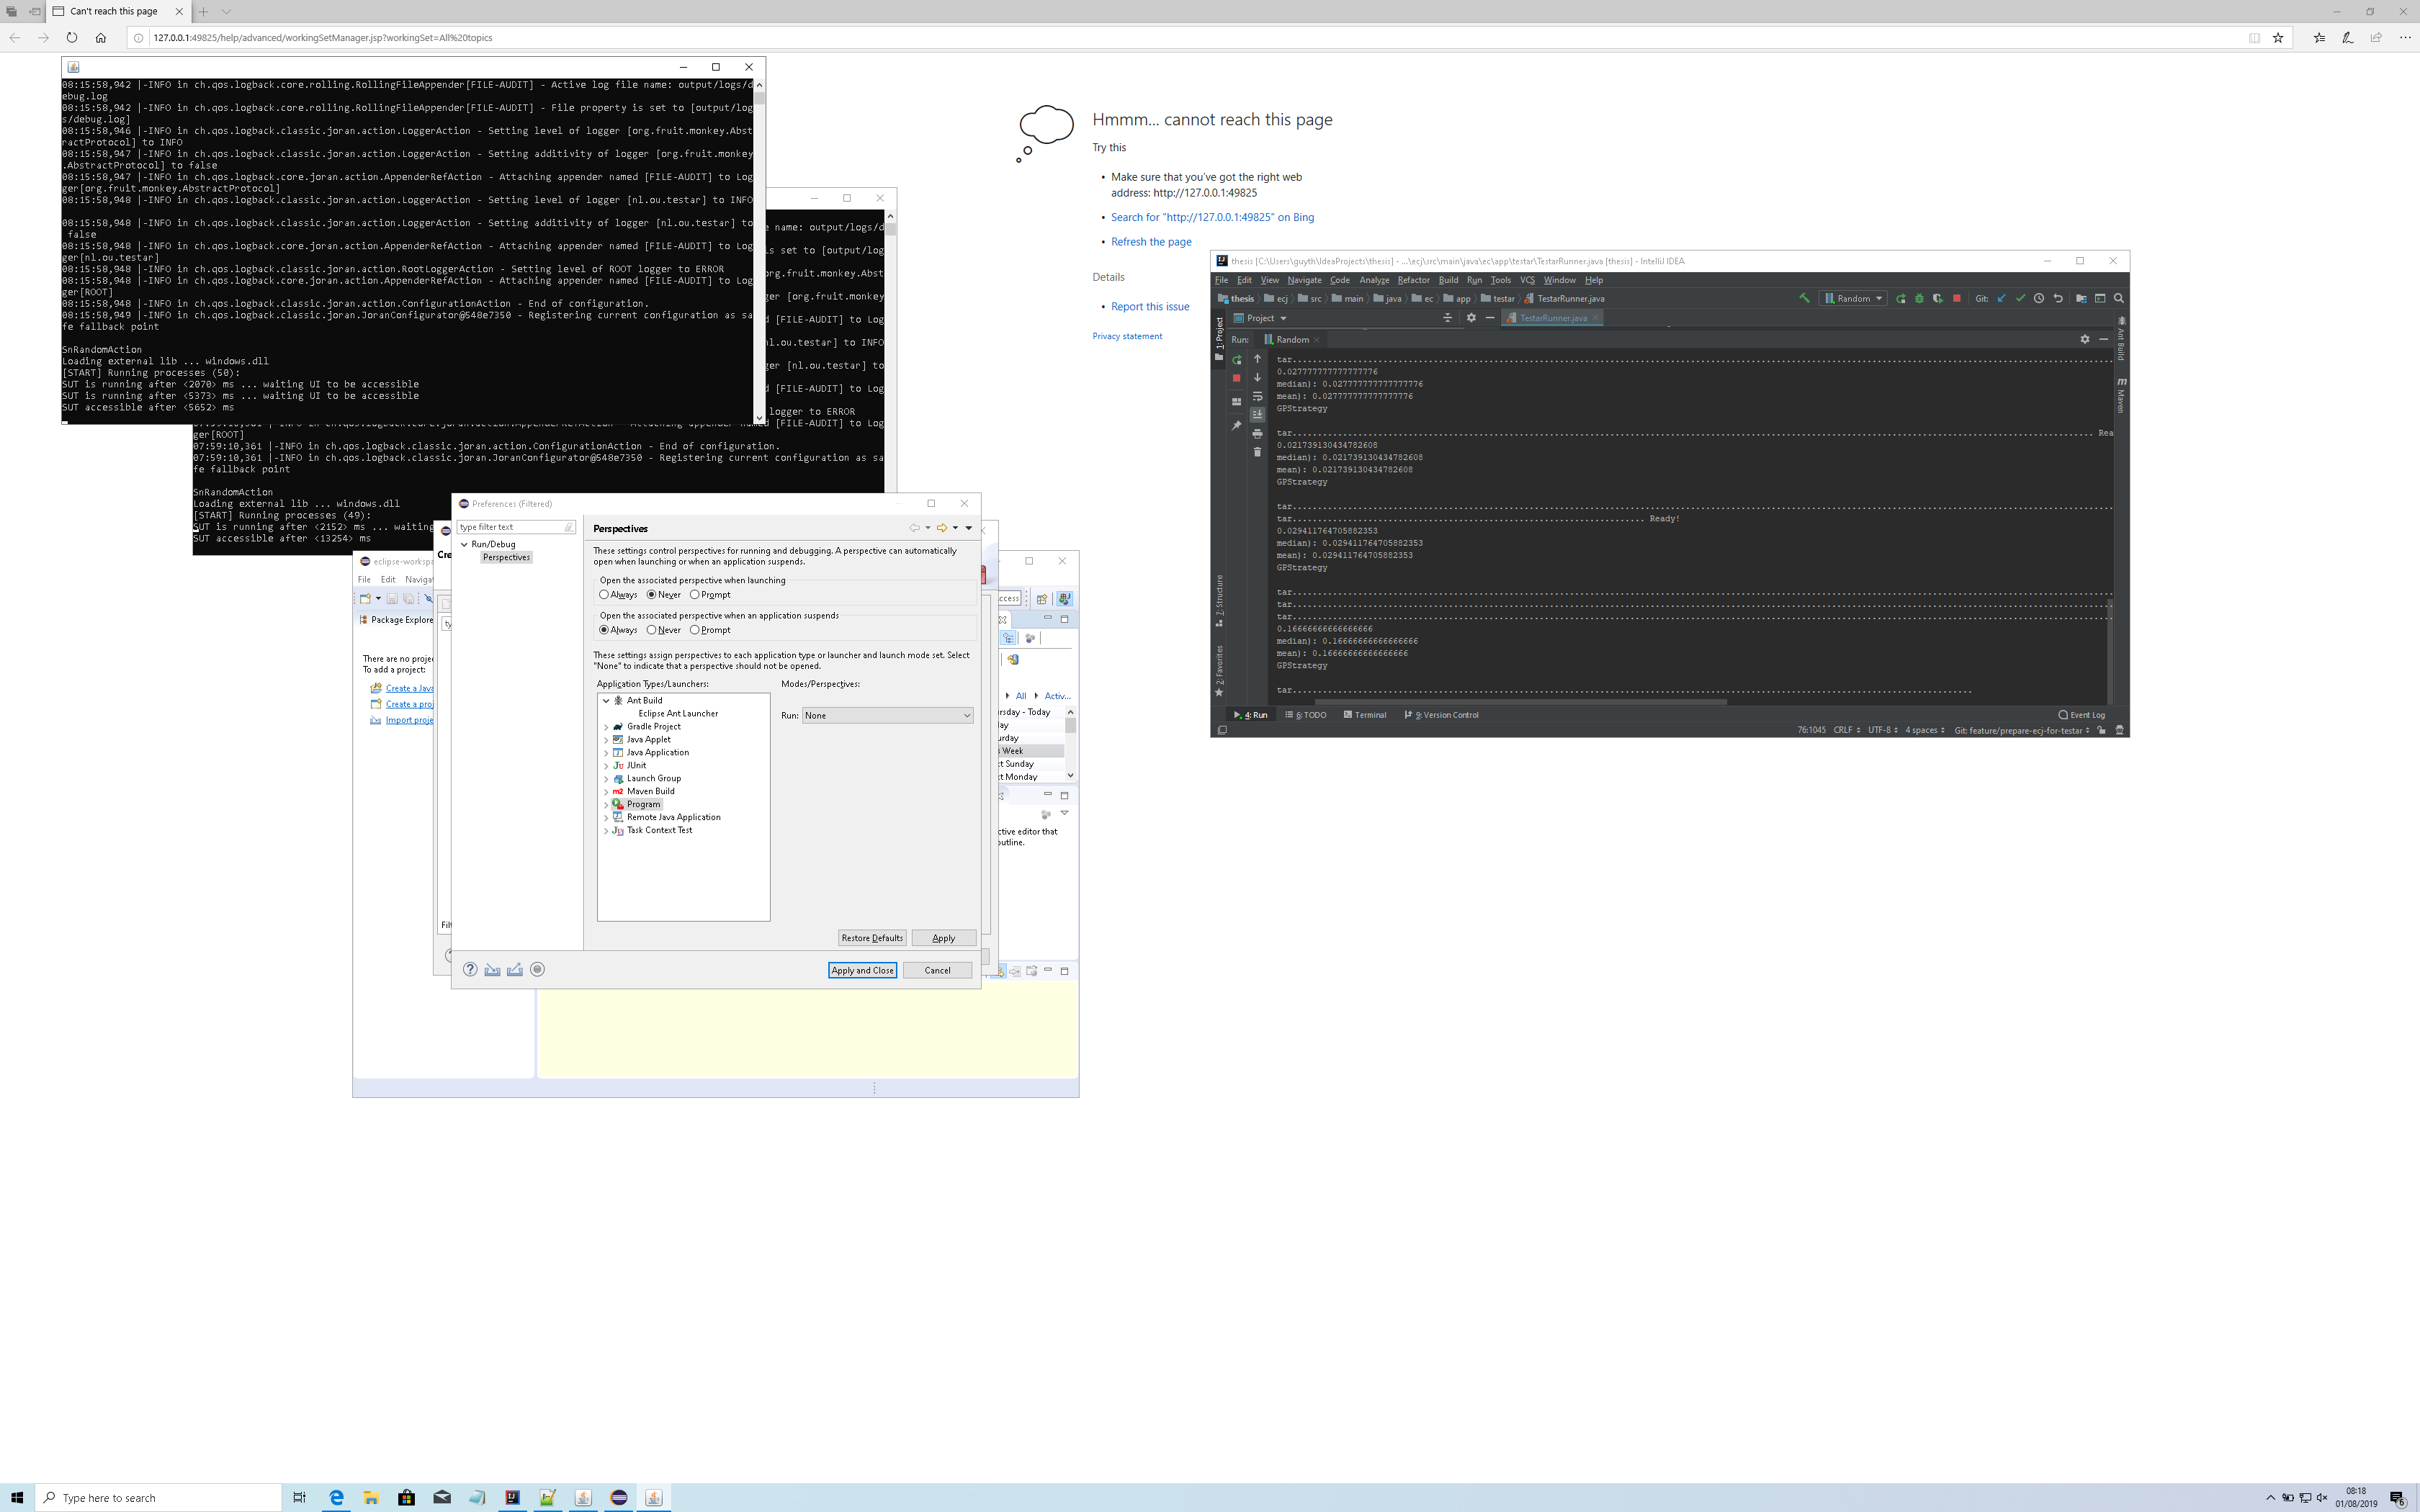 Can't reach this page
127.0.0.1:49825/help/advanced/workingSetManager.jsp?workingSet=All%20topics
08:15:58,942 |-INFO in ch.qos.logback.core.rolling.RollingFileAppender[FILE-AUDIT] - Active log file name: output/logs/d
ebug.log
08:15:58,942 |-INFO in ch.qos.logback.core.rolling.RollingFileAppender[FILE-AUDIT] - File property is set to [output/log
s/debug.log]
08:15:58,946 |-INFO in ch.qos.logback.classic.joran.action.LoggerAction - Setting level of logger [org.fruit.monkey.Abst
ractProtocol] to INFO
08:15:58,947 |-INFO in ch.qos.logback.classic.joran.action.LoggerAction - Setting additivity of logger [org.fruit.monkey
.AbstractProtocol] to false
08:15:58,947 |-INFO in ch.qos.logback.core.joran.action.AppenderRefAction - Attaching appender named [FILE-AUDIT] to Log
ger[org.fruit.monkey.AbstractProtocol]
08:15:58,948 |-INFO in ch.qos.logback.classic.joran.action.LoggerAction - Setting level of logger [nl.ou.testar] to INFO
08:15:58,948 |-INFO in ch.qos.logback.classic.joran.action.LoggerAction - Setting additivity of logger [nl.ou.testar] to
false
08:15:58,948 |-INFO in ch.qos.logback.core.joran.action.AppenderRefAction - Attaching appender named [FILE-AUDIT] to Log
ger[nl.ou.testar]
08:15:58,948 |-INFO in ch.qos.logback.classic.joran.action.RootLoggerAction - Setting level of ROOT logger to ERROR
08:15:58,948 |-INFO in ch.qos.logback.core.joran.action.AppenderRefAction - Attaching appender named [FILE-AUDIT] to Log
ger[ROOT]
08:15:58,948 |-INFO in ch.qos.logback.classic.joran.action.ConfigurationAction - End of configuration.
08:15:58,949 |-INFO in ch.qos.logback.classic.joran.JoranConfigurator@548e7350 - Registering current configuration as sa
fe fallback point
SnRandomAction
Loading external lib ... windows.dll
[START] Running processes (50):
SUT is running after <2070> ms ... waiting UI to be accessible
SUT is running after <5373> ms ... waiting UI to be accessible
SUT accessible after <5652> ms
e name: output/logs/d
is set to [output/log
org.fruit.monkey.Abst
ger [org.fruit.monkey
d [FILE-AUDIT] to Log
nl.ou.testar] to INFO
ger [nl.ou.testar] to
d [FILE-AUDIT] to Log
logger to ERROR
[FILE-AUDIT] to Log
ger[ROOT]
07:59:10,361 |-INFO in ch.qos.logback.classic.joran.action.ConfigurationAction - End of configuration.
07:59:10,361 |-INFO in ch.qos.logback.classic.joran.JoranConfigurator@548e7350 - Registering current configuration as sa
fe fallback point
SnRandomAction
Loading external lib ... windows.dll
[START] Running processes (49):
SUT is running after <2152> ms ... waiting
SUT accessible after <13254> ms
Hmmm... cannot reach this page
Try this
• Make sure that you've got the right web
address: http://127.0.0.1:49825
• Search for "http://127.0.0.1:49825" on Bing
• Refresh the page
Details
• Report this issue
Privacy statement
thesis [C:\Users\guyth\IdeaProjects\thesis] - ...\ecj\src\main\java\ec\app\testar\TestarRunner.java [thesis] - IntelliJ IDEA
File Edit View Navigate Code Analyze Refactor Build Run Tools VCS Window Help
thesis ecj src main java ec app testar TestarRunner.java
Random
Git:
Project
TestarRunner.java
Run: Random
1: Project
Ant Build
Maven
7: Structure
2: Favorites
tar........................................
0.027777777777777776
median): 0.027777777777777776
mean): 0.027777777777777776
GPStrategy
tar........................................ Rea
0.021739130434782608
median): 0.021739130434782608
mean): 0.021739130434782608
GPStrategy
tar........................................
tar........................................ Ready!
0.029411764705882353
median): 0.029411764705882353
mean): 0.029411764705882353
GPStrategy
tar........................................
tar........................................
tar........................................
0.16666666666666666
median): 0.16666666666666666
mean): 0.16666666666666666
GPStrategy
tar........................................
4: Run 6: TODO Terminal 9: Version Control Event Log
76:1045 CRLF UTF-8 4 spaces Git: feature/prepare-ecj-for-testar
eclipse-workspa
File Edit Naviga
Package Explore
There are no proje
To add a project:
Create a Java
Create a proj
Import proje
Cre
ty
Filt
Preferences (Filtered)
type filter text
Run/Debug
Perspectives
Perspectives
These settings control perspectives for running and debugging. A perspective can automatically
open when launching or when an application suspends.
Open the associated perspective when launching
Always Never Prompt
Open the associated perspective when an application suspends
Always Never Prompt
These settings assign perspectives to each application type or launcher and launch mode set. Select
"None" to indicate that a perspective should not be opened.
Application Types/Launchers:
Modes/Perspectives:
Ant Build
Eclipse Ant Launcher
Gradle Project
Java Applet
Java Application
JUnit
Launch Group
Maven Build
Program
Remote Java Application
Task Context Test
Run: None
Restore Defaults Apply
Apply and Close Cancel
ccess
All Activ...
ursday - Today
day
turday
s Week
xt Sunday
xt Monday
ctive editor that
outline.
Type here to search
08:18
01/08/2019
6